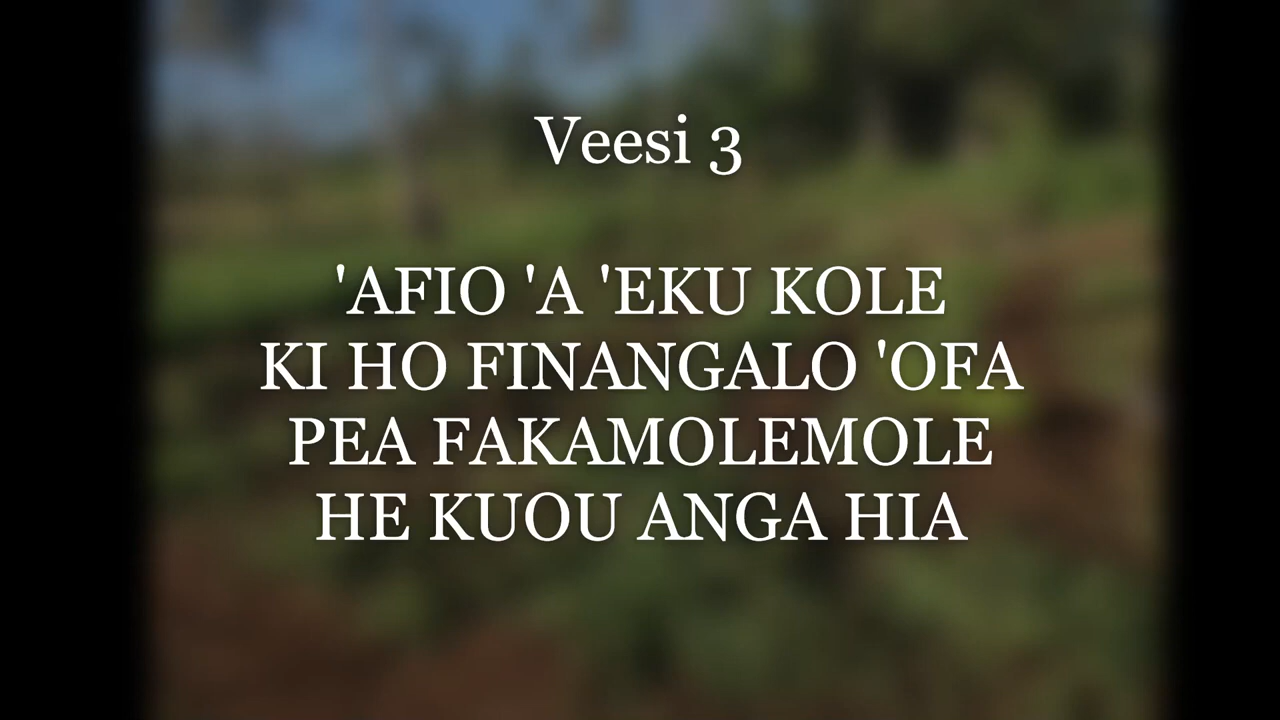 Veesi 3
'AFIO 'A 'EKU KOLE
KI HO FINANGALO 'OFA
PEA FAKAMOLEMOLE
HE KUOU ANGA HIA